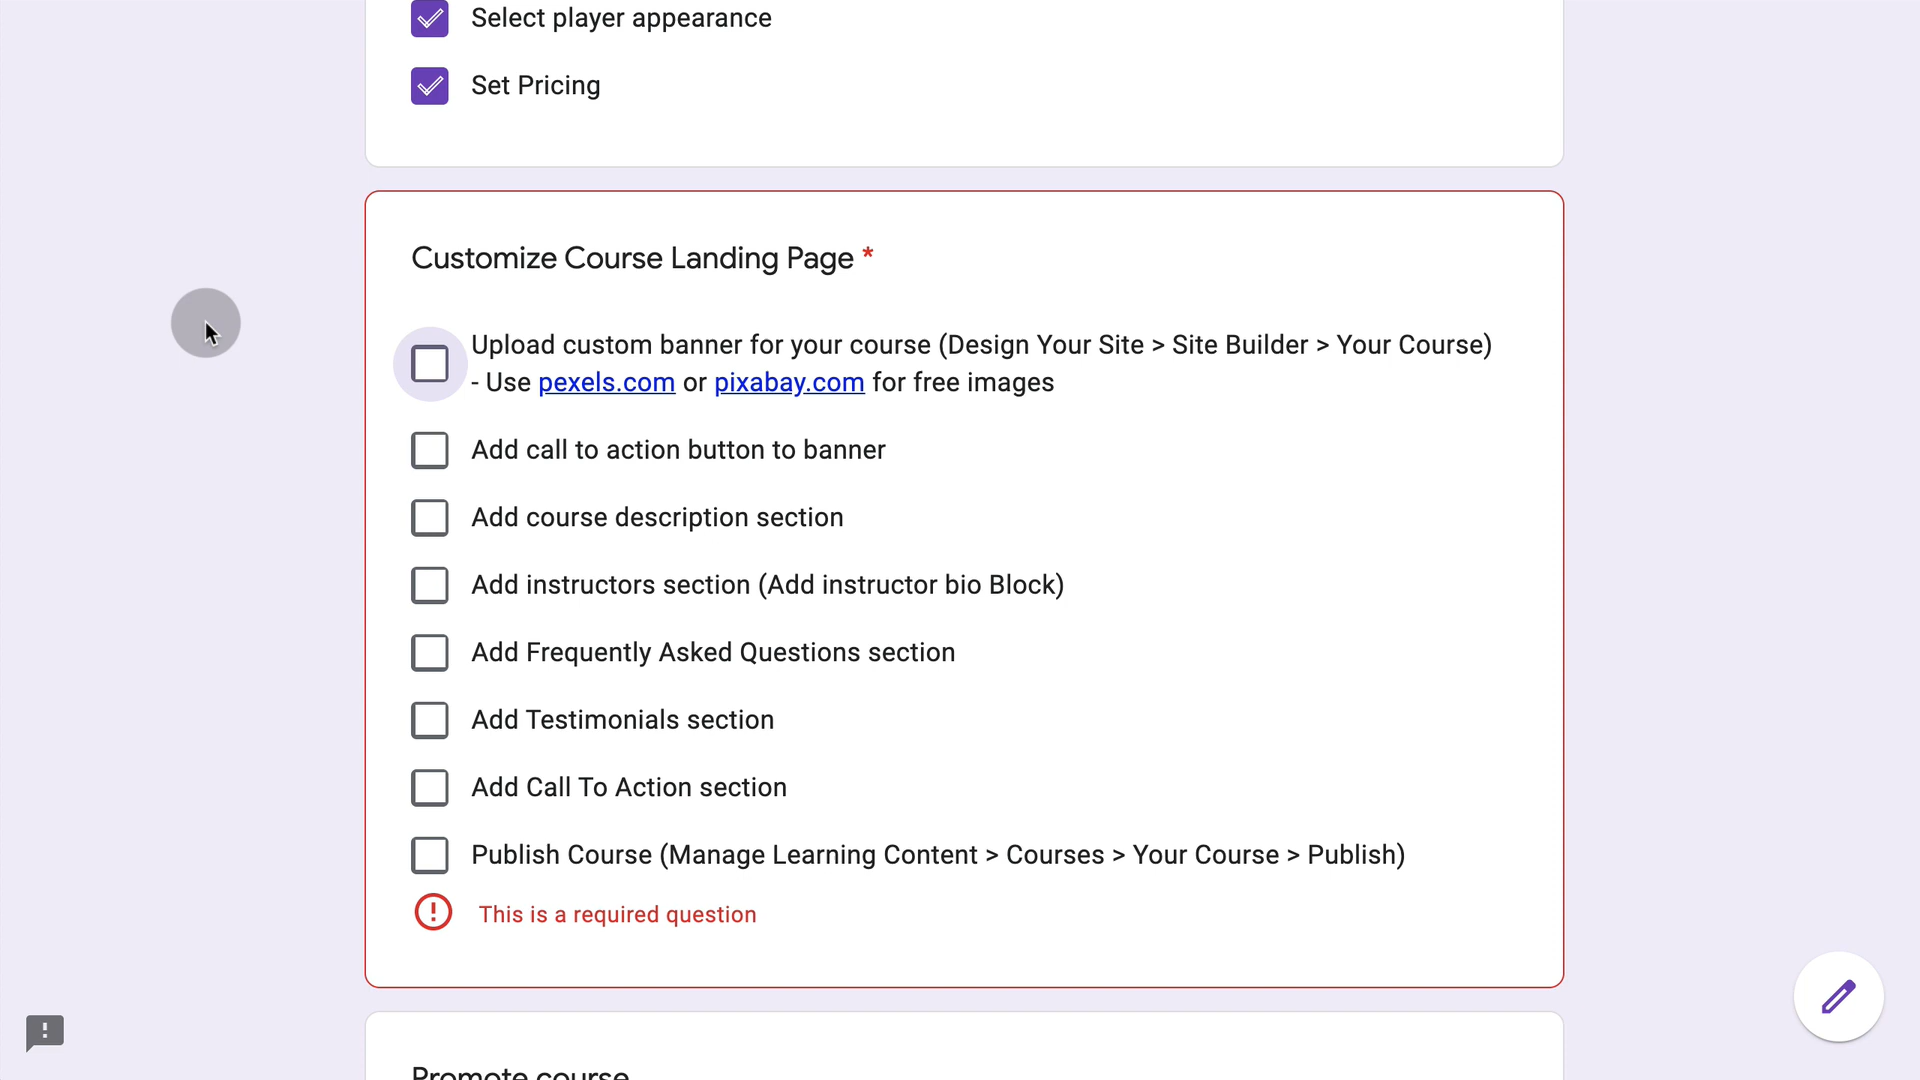 Select player appearance
Set Pricing
Customize Course Landing Page *
Upload custom banner for your course (Design Your Site > Site Builder > Your Course)
- Use pexels.com or pixabay.com for free images
Add call to action button to banner
Add course description section
Add instructors section (Add instructor bio Block)
Add Frequently Asked Questions section
Add Testimonials section
Add Call To Action section
Publish Course (Manage Learning Content > Courses > Your Course > Publish)
This is a required question
Promote course